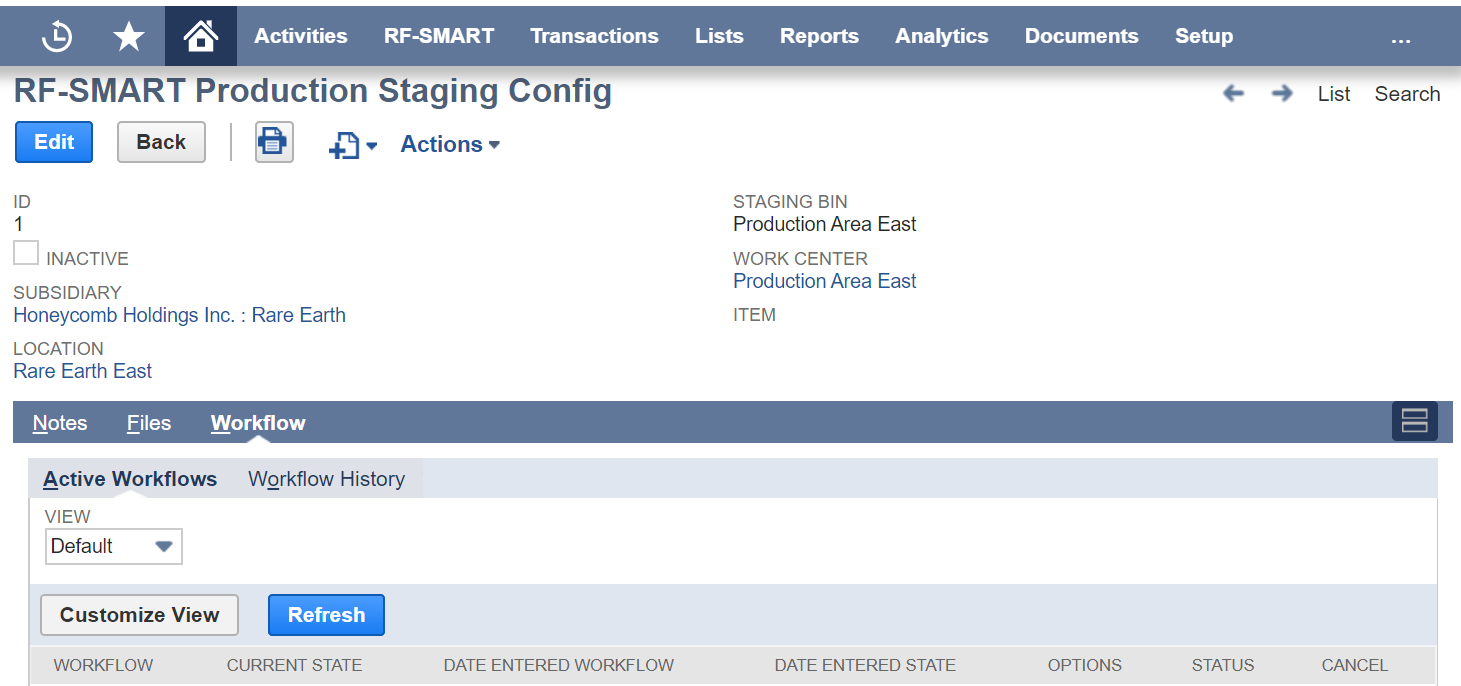 Activities RF-SMART Transactions Lists Reports Analytics Documents Setup ...
RF-SMART Production Staging Config
List Search
Edit Back Actions
ID
1
INACTIVE
SUBSIDIARY
Honeycomb Holdings Inc. : Rare Earth
LOCATION
Rare Earth East
STAGING BIN
Production Area East
WORK CENTER
Production Area East
ITEM
Notes Files Workflow
Active Workflows Workflow History
VIEW
Default
Customize View Refresh
WORKFLOW CURRENT STATE DATE ENTERED WORKFLOW DATE ENTERED STATE OPTIONS STATUS CANCEL